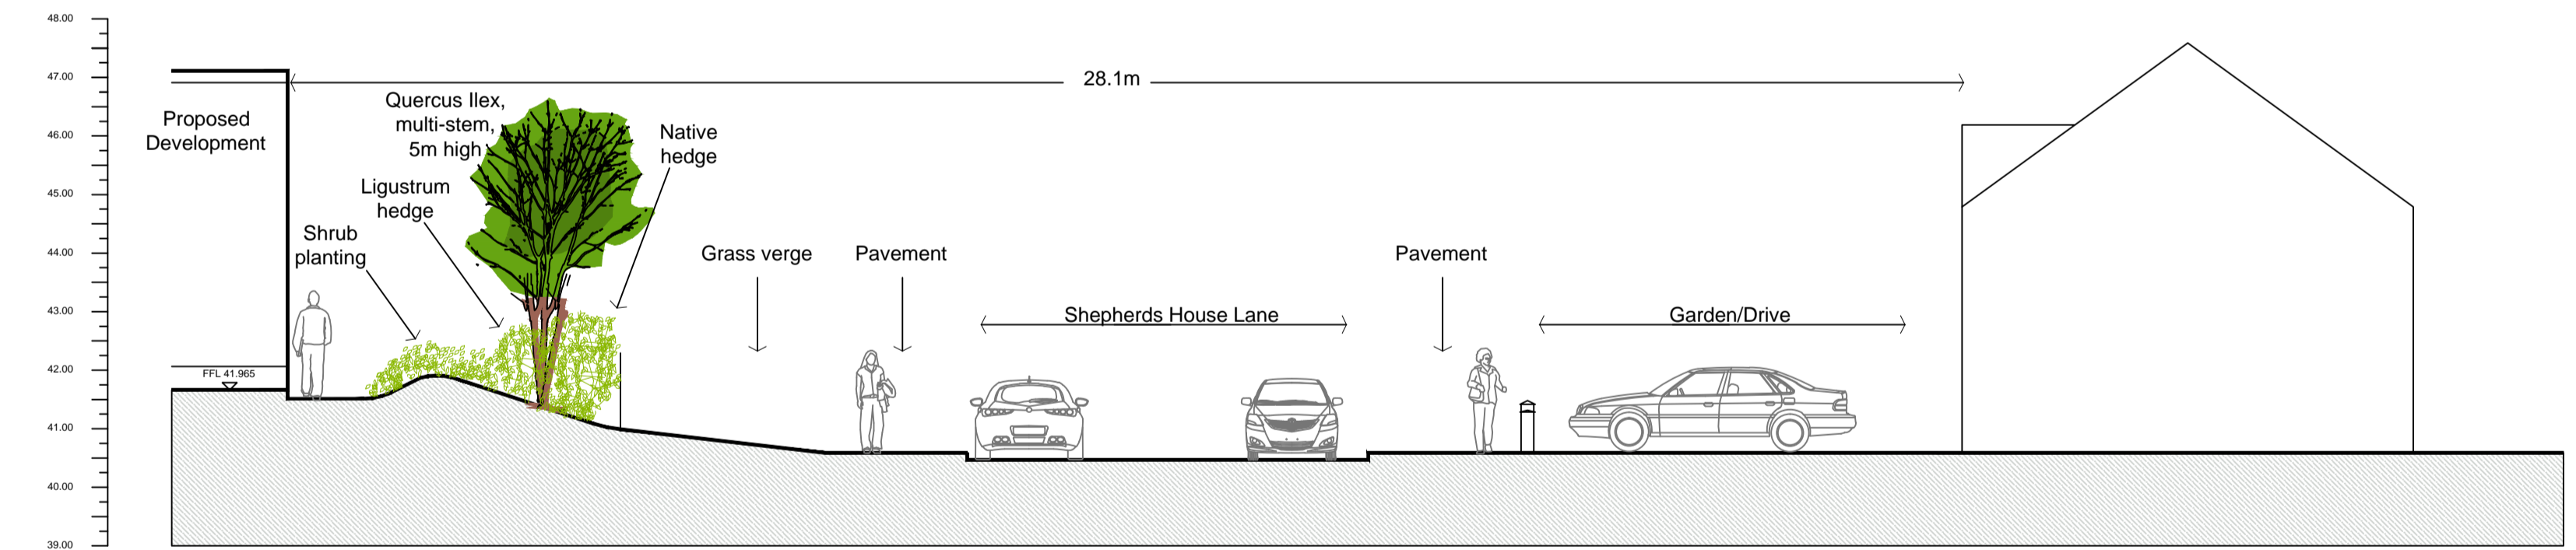 48.00
47.00
46.00
45.00
44.00
43.00
42.00
41.00
40.00
39.00
28.1m
Proposed
Development
Quercus Ilex,
multi-stem,
5m high
Native
hedge
Ligustrum
hedge
Shrub
planting
Grass verge
Pavement
Pavement
Shepherds House Lane
Garden/Drive
FFL 41.965